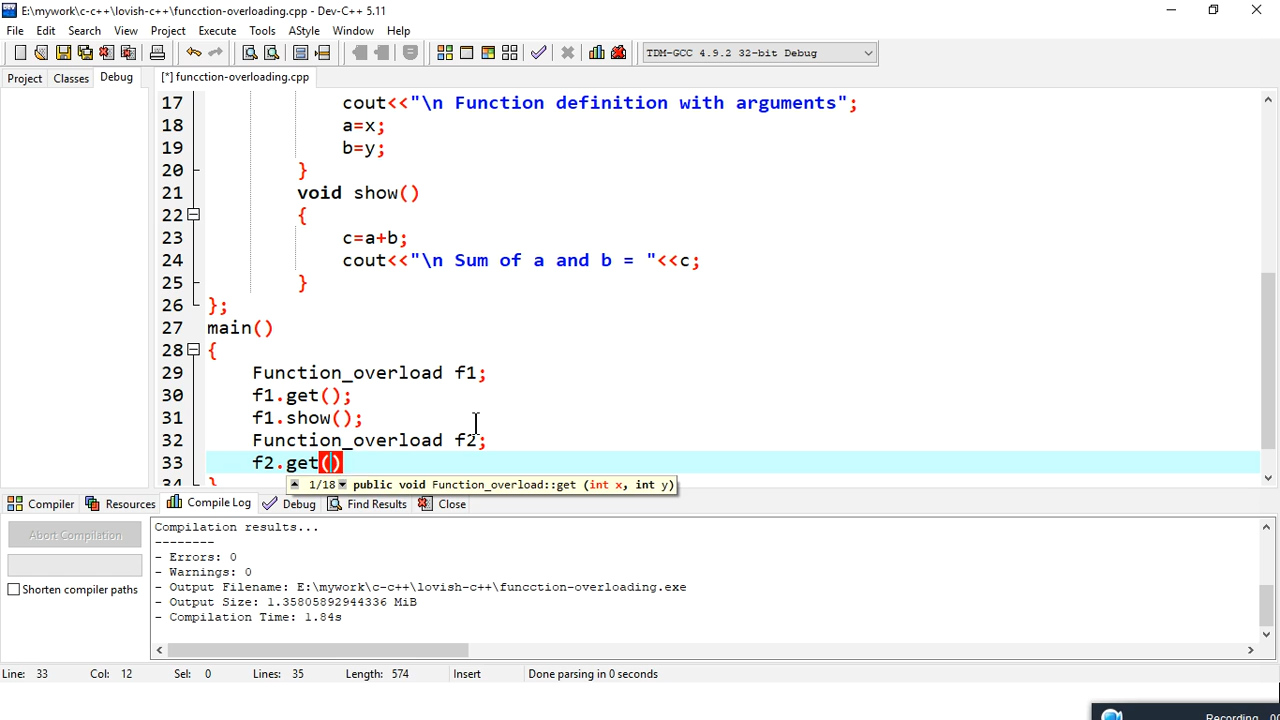 E:\mywork\c-c++\lovish-c++\funcction-overloading.cpp - Dev-C++ 5.11
File Edit Search View Project Execute Tools AStyle Window Help
TDM-GCC 4.9.2 32-bit Debug
Project Classes Debug [*] funcction-overloading.cpp
17 cout<<"\n Function definition with arguments";
18 a=x;
19 b=y;
20 }
21 void show()
22 {
23 c=a+b;
24 cout<<"\n Sum of a and b = "<<c;
25 }
26 };
27 main()
28 {
29 Function_overload f1;
30 f1.get();
31 f1.show();
32 Function_overload f2;
33 f2.get()
34 }
1/18 public void Function_overload::get (int x, int y)
Compiler Resources Compile Log Debug Find Results Close
Abort Compilation
Shorten compiler paths
Compilation results...
--------
- Errors: 0
- Warnings: 0
- Output Filename: E:\mywork\c-c++\lovish-c++\funcction-overloading.exe
- Output Size: 1.35805892944336 MiB
- Compilation Time: 1.84s
Line: 33 Col: 12 Sel: 0 Lines: 35 Length: 574 Insert Done parsing in 0 seconds
Recording